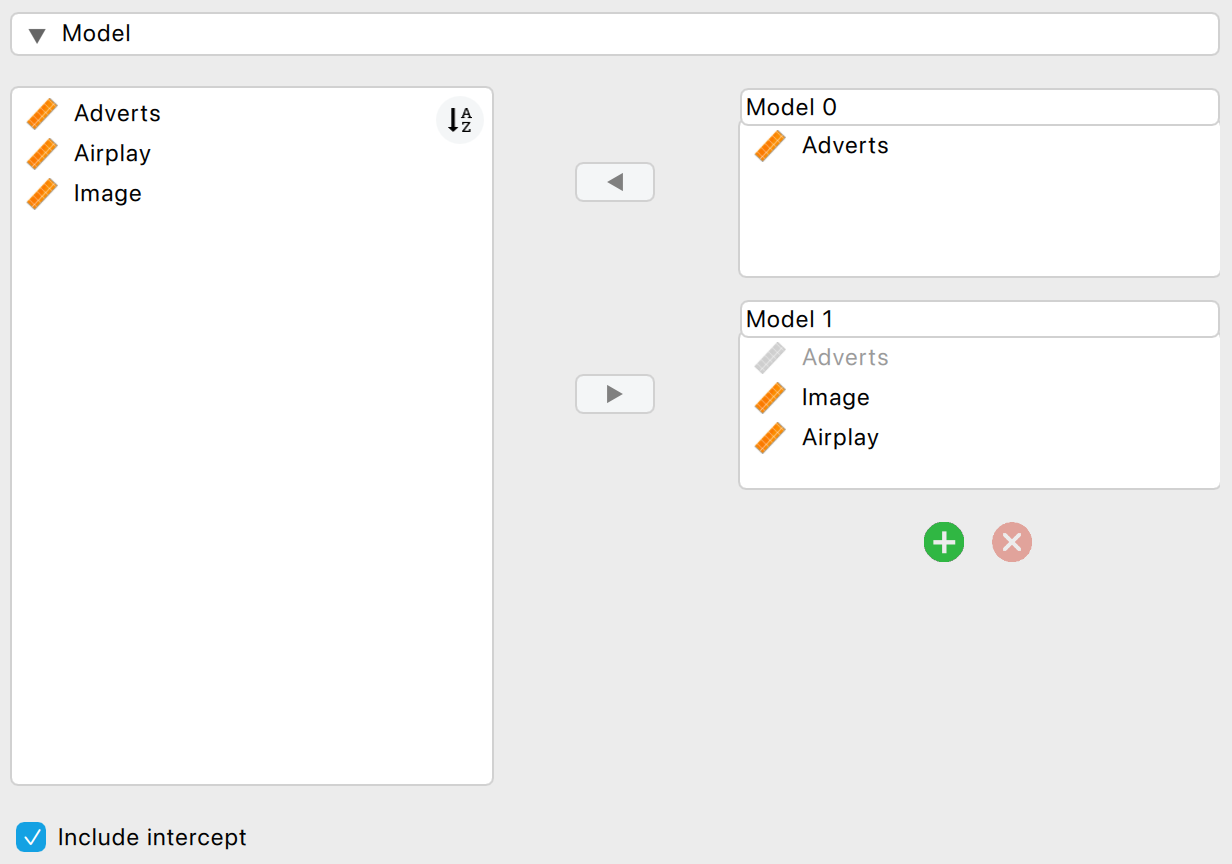 Model
Adverts
Airplay
Image
A
Z
Model 0
Adverts
Model 1
Adverts
Image
Airplay
Include intercept